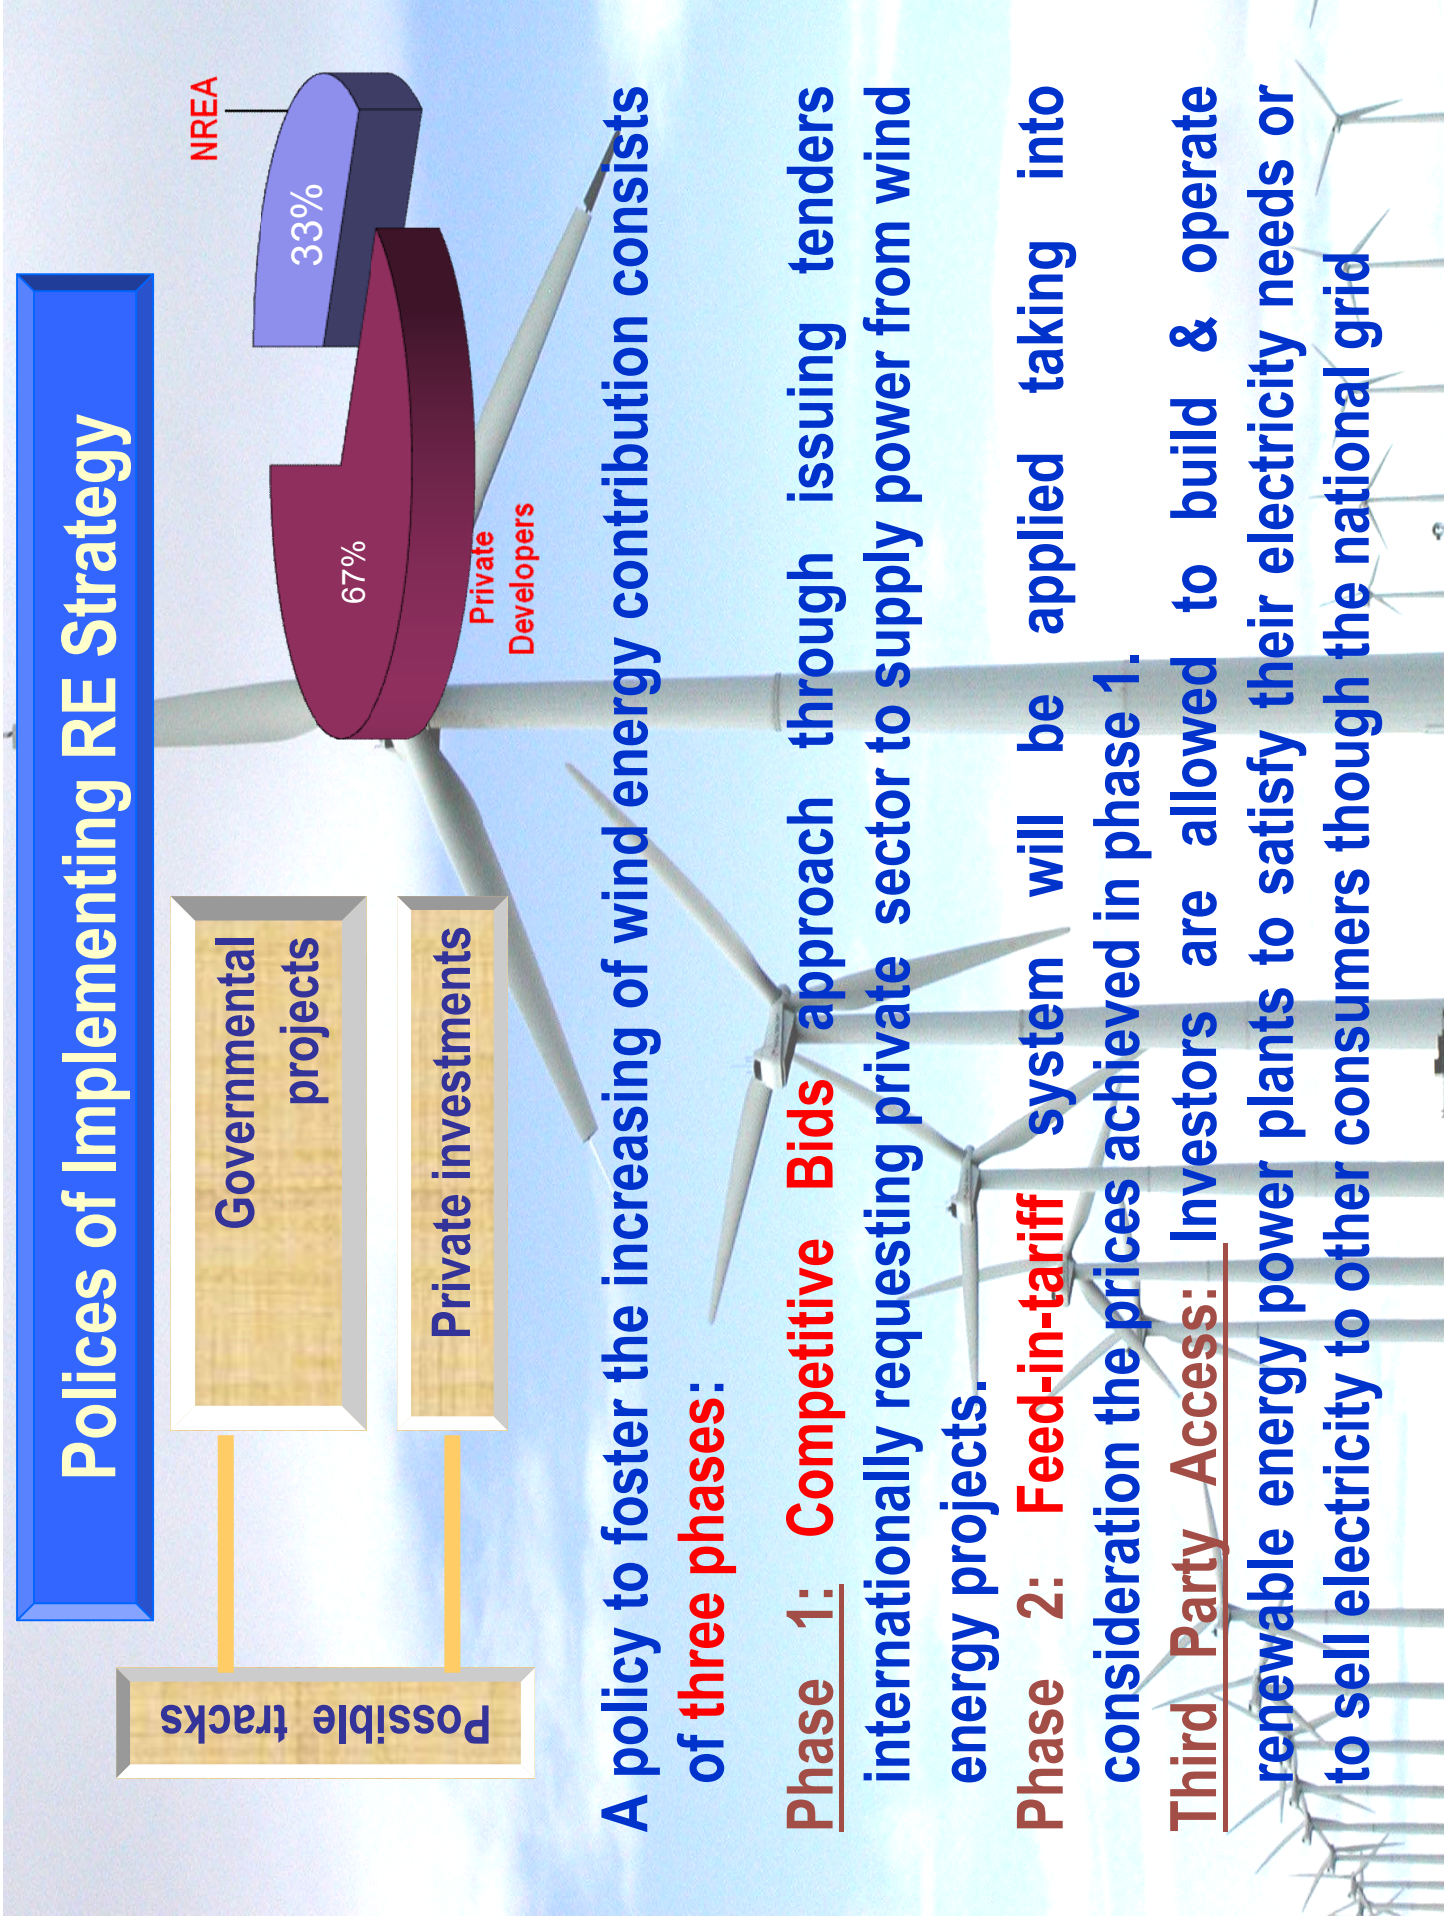 Polices of Implementing RE Strategy
Possible tracks
Governmental
projects
Private investments
NREA
33%
67%
Private
Developers
A policy to foster the increasing of wind energy contribution consists
of three phases:
Phase 1: Competitive Bids approach through issuing tenders
internationally requesting private sector to supply power from wind
energy projects.
Phase 2: Feed-in-tariff system will be applied taking into
consideration the prices achieved in phase 1.
Third Party Access: Investors are allowed to build & operate
renewable energy power plants to satisfy their electricity needs or
to sell electricity to other consumers though the national grid